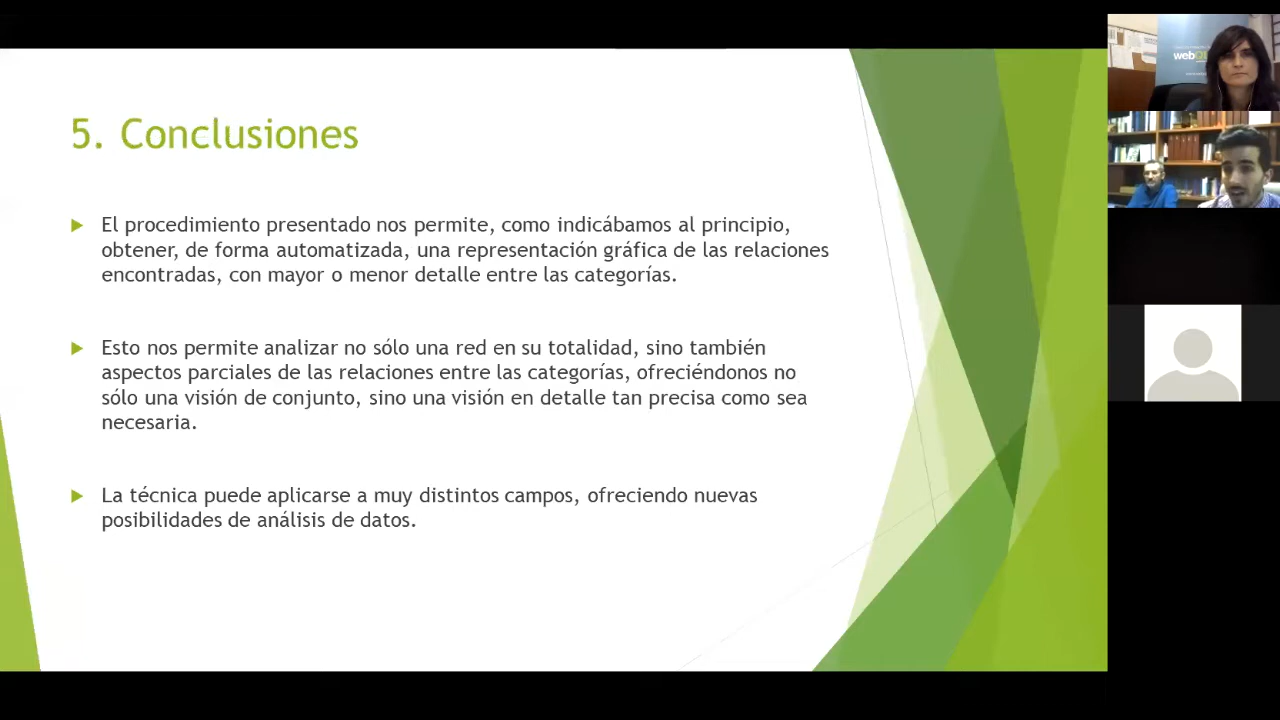 5. Conclusiones
El procedimiento presentado nos permite, como indicábamos al principio,
obtener, de forma automatizada, una representación gráfica de las relaciones
encontradas, con mayor o menor detalle entre las categorías.
Esto nos permite analizar no sólo una red en su totalidad, sino también
aspectos parciales de las relaciones entre las categorías, ofreciéndonos no
sólo una visión de conjunto, sino una visión en detalle tan precisa como sea
necesaria.
La técnica puede aplicarse a muy distintos campos, ofreciendo nuevas
posibilidades de análisis de datos.